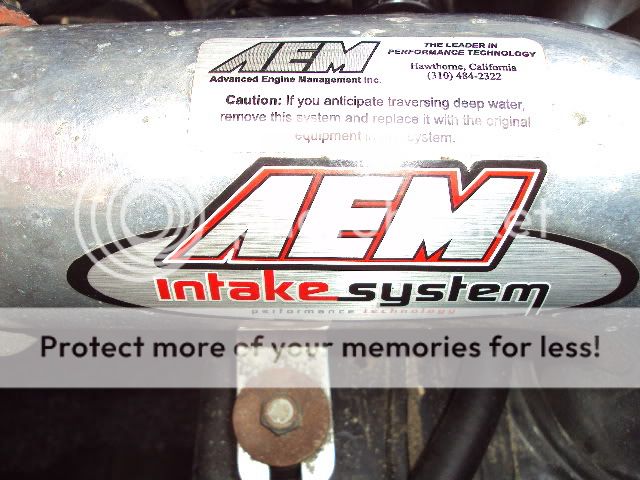 AEM
Advanced Engine Management Inc.
THE LEADER IN
PERFORMANCE TECHNOLOGY
Hawthorne, California
(310) 484-2322
Caution: If you anticipate traversing deep water,
remove this system and replace it with the original
equipment system.
AEM
intake system
performance technology
Protect more of your memories for less!